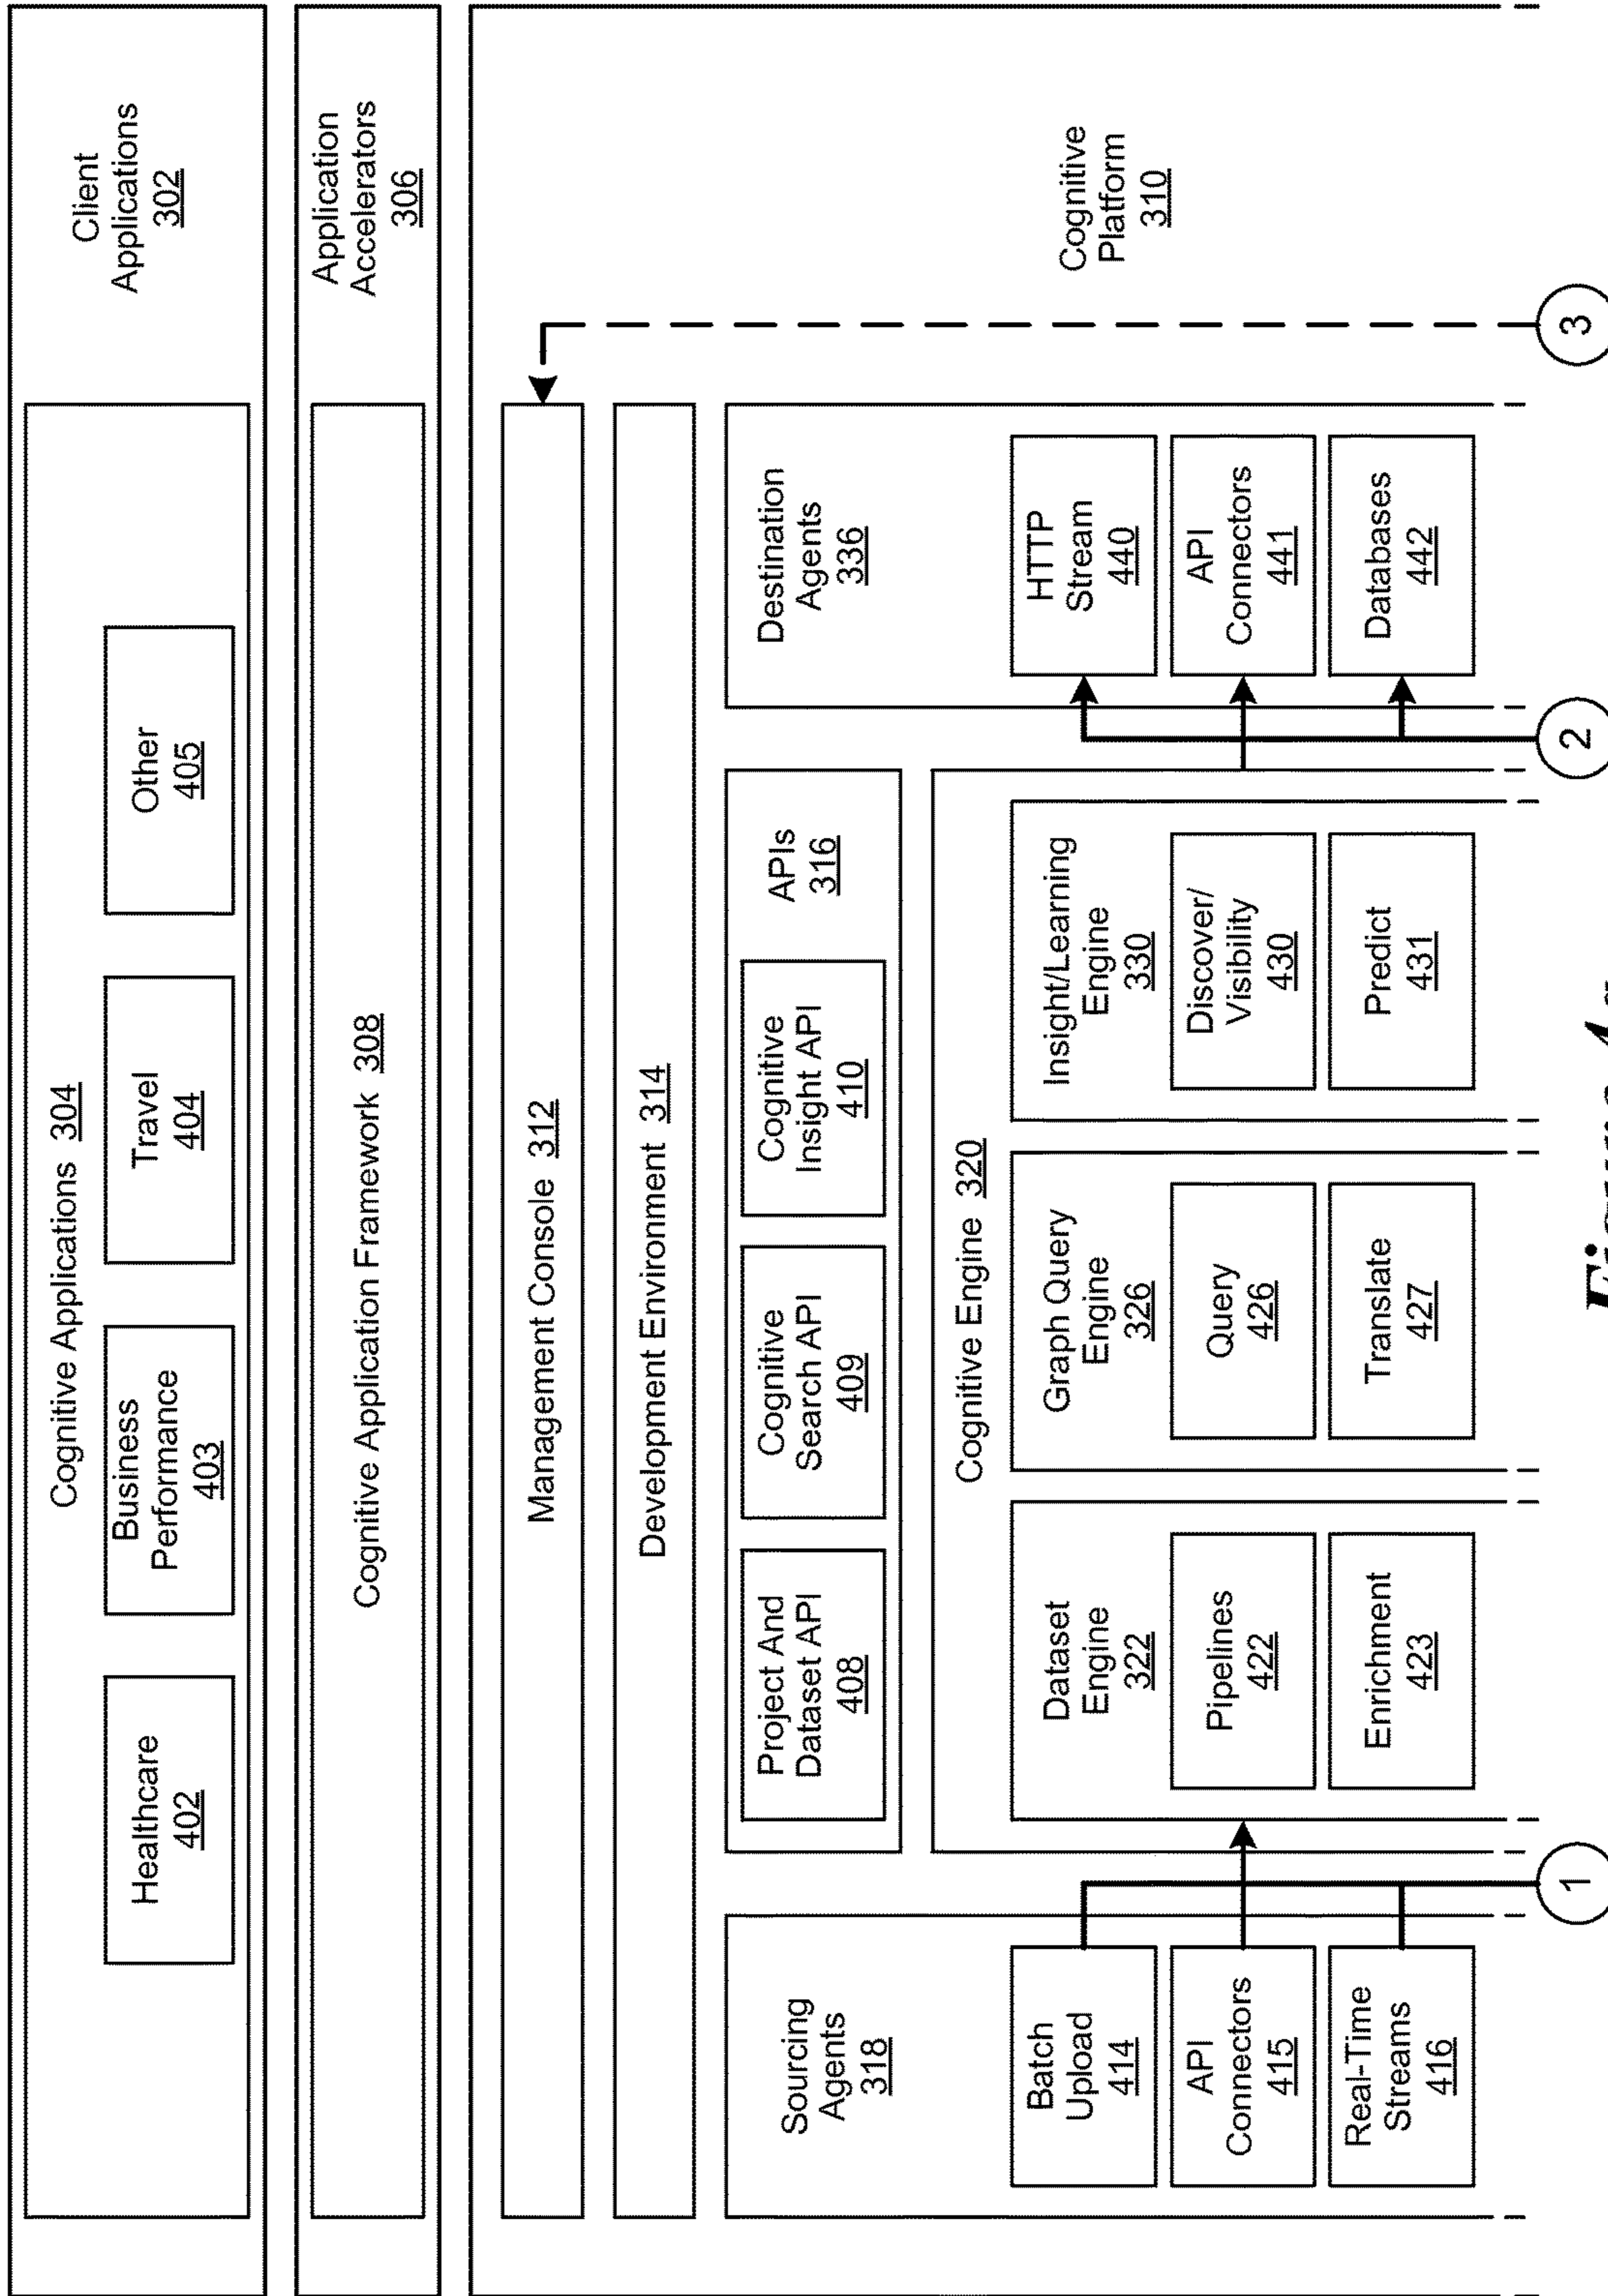 Client
Applications
302
Cognitive Applications 304
Healthcare
402
Business
Performance
403
Travel
404
Other
405
Application
Accelerators
306
Cognitive Application Framework 308
Cognitive
Platform
310
Management Console 312
Development Environment 314
Sourcing
Agents
318
Batch
Upload
414
API
Connectors
415
Real-Time
Streams
416
APIs
316
Project And
Dataset API
408
Cognitive
Search API
409
Cognitive
Insight API
410
Cognitive Engine 320
Dataset
Engine
322
Pipelines
422
Enrichment
423
Graph Query
Engine
326
Query
426
Translate
427
Insight/Learning
Engine
330
Discover/
Visibility
430
Predict
431
Destination
Agents
336
HTTP
Stream
440
API
Connectors
441
Databases
442
1
2
3